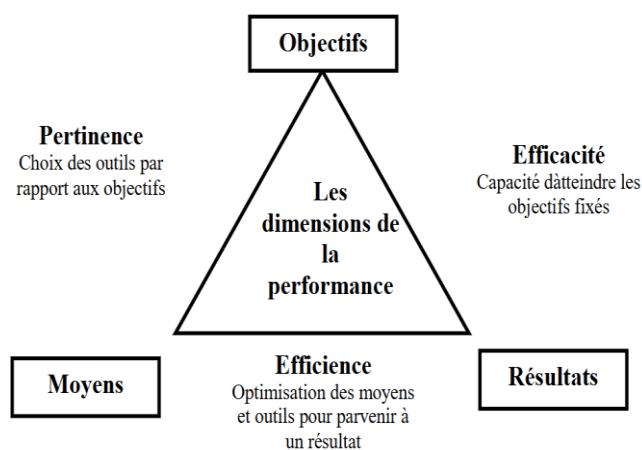 Objectifs
Pertinence
Choix des outils par
rapport aux objectifs
Efficacité
Capacité dàtteindre les
objectifs fixés
Les
dimensions de
la
performance
Moyens
Efficience
Optimisation des moyens
et outils pour parvenir à
un résultat
Résultats